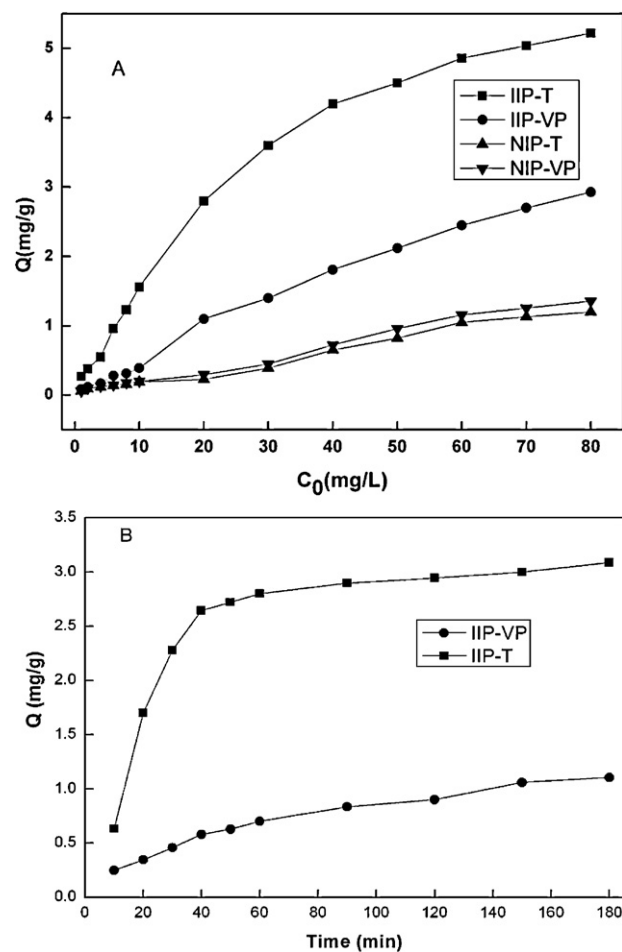 A
IIP-T
IIP-VP
NIP-T
NIP-VP
5
4
3
2
1
0
Q(mg/g)
0 10 20 30 40 50 60 70 80
C0(mg/L)
B
IIP-VP
IIP-T
3.5
3.0
2.5
2.0
1.5
1.0
0.5
0.0
Q (mg/g)
0 20 40 60 80 100 120 140 160 180
Time (min)